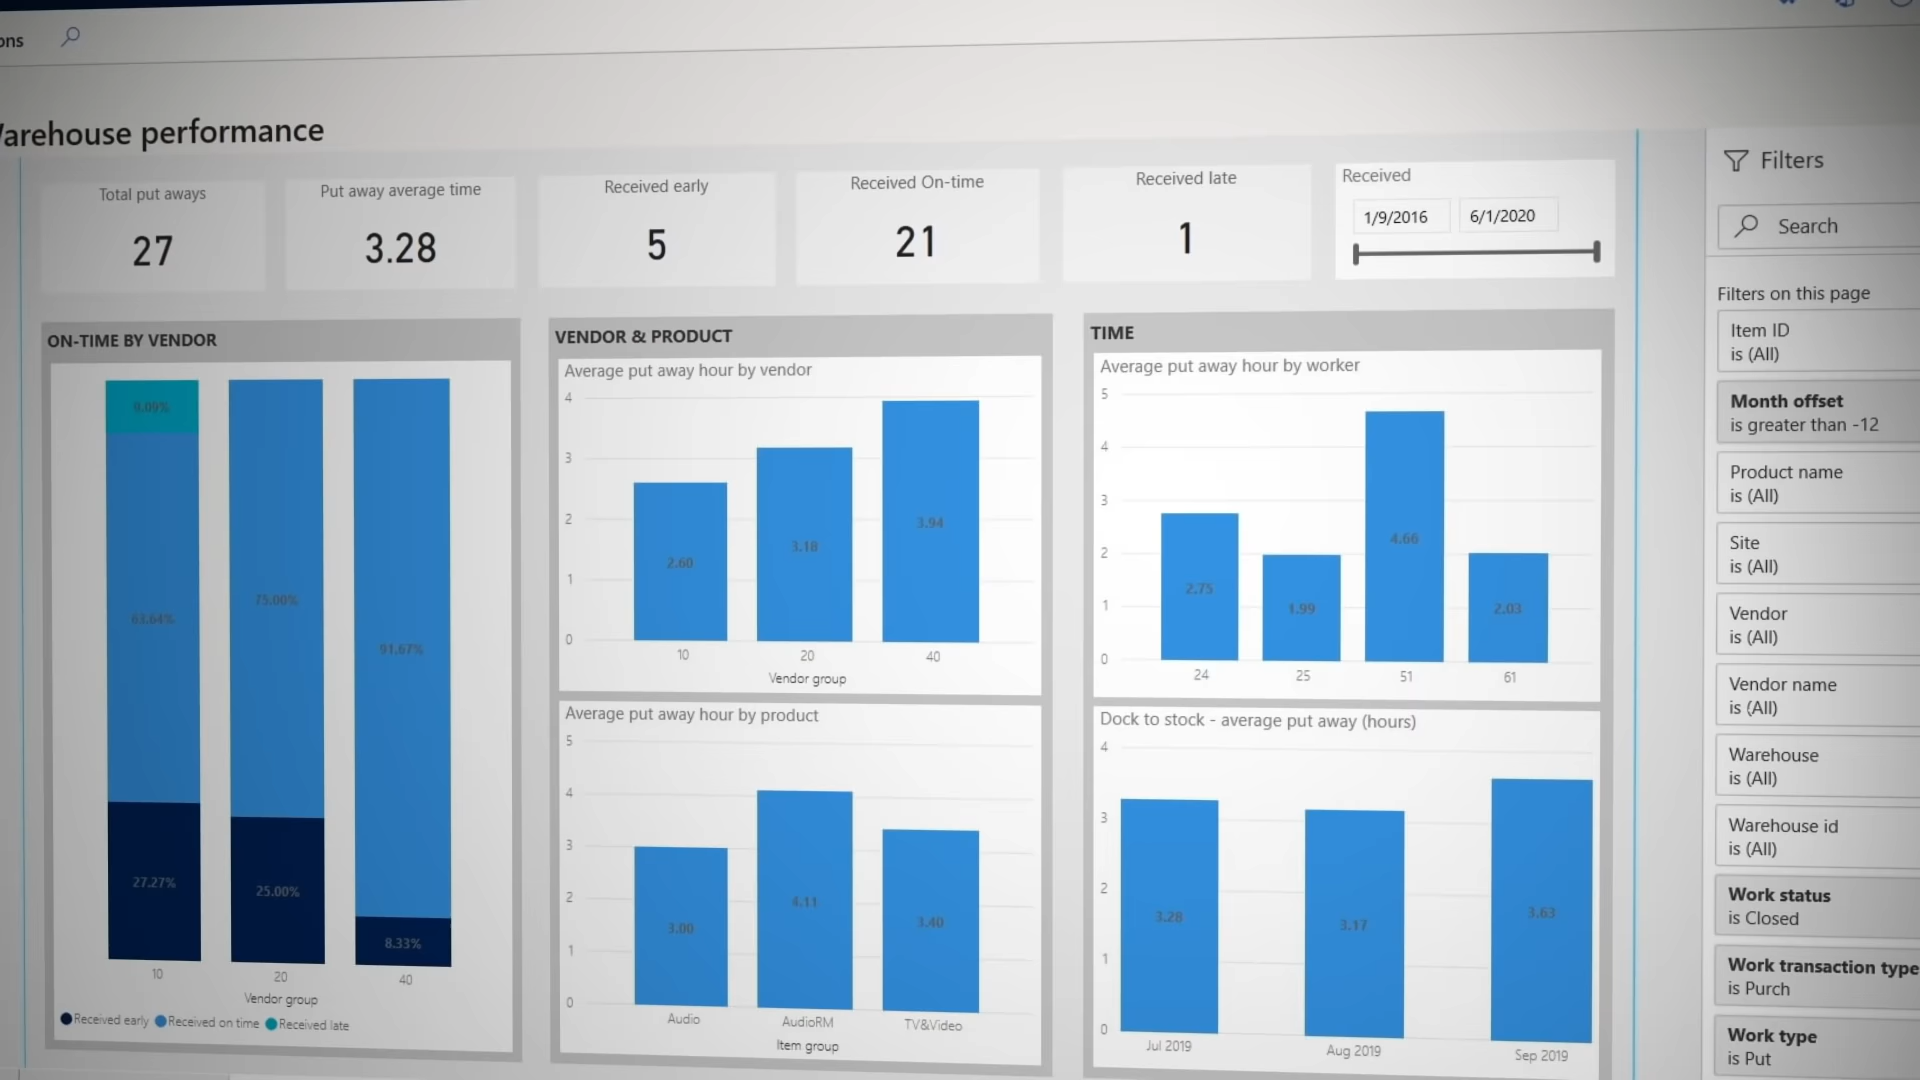 ons
arehouse performance
Total put aways
27
Put away average time
3.28
Received early
5
Received On-time
21
Received late
1
Received
1/9/2016
6/1/2020
ON-TIME BY VENDOR
9.09%
63.64%
27.27%
75.00%
25.00%
91.67%
8.33%
10
20
40
Vendor group
Received early
Received on time
Received late
VENDOR & PRODUCT
Average put away hour by vendor
4
3
2
1
0
2.60
3.18
3.94
10
20
40
Vendor group
Average put away hour by product
5
4
3
2
1
0
3.00
4.11
3.40
Audio
AudioRM
TV&Video
Item group
TIME
Average put away hour by worker
5
4
3
2
1
0
2.75
1.99
4.66
2.03
24
25
51
61
Dock to stock - average put away (hours)
4
3
2
1
0
3.28
3.17
3.63
Jul 2019
Aug 2019
Sep 2019
Filters
Search
Filters on this page
Item ID
is (All)
Month offset
is greater than -12
Product name
is (All)
Site
is (All)
Vendor
is (All)
Vendor name
is (All)
Warehouse
is (All)
Warehouse id
is (All)
Work status
is Closed
Work transaction type
is Purch
Work type
is Put